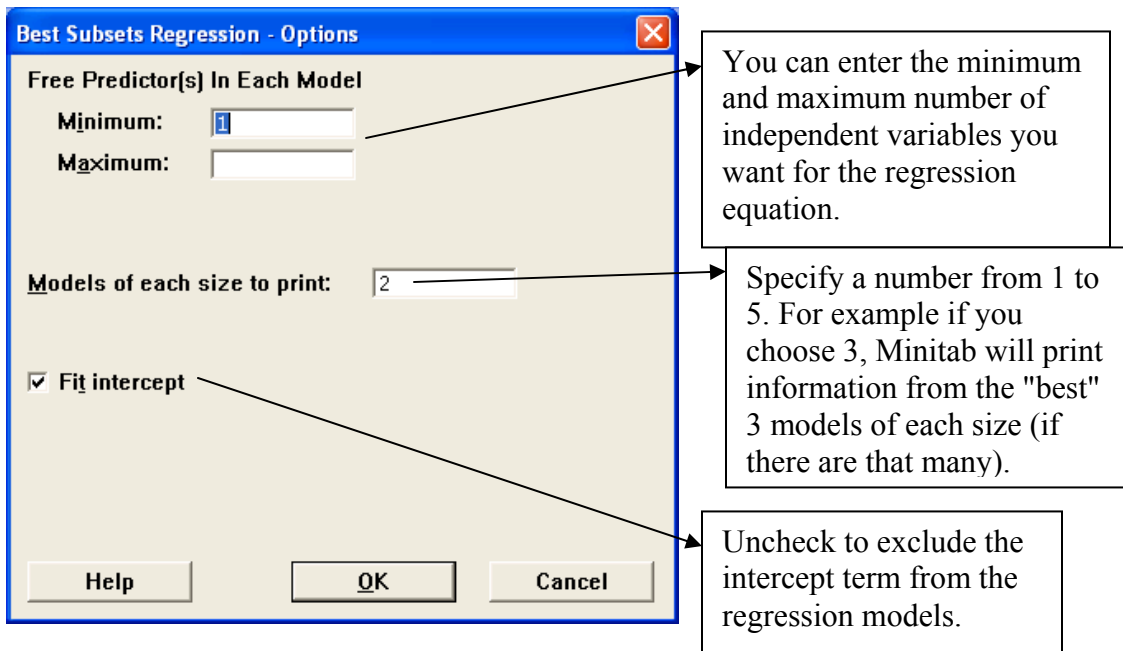 Best Subsets Regression - Options
Free Predictor(s) In Each Model
Minimum: 1
Maximum:
Models of each size to print: 2
Fit intercept
Help OK Cancel
You can enter the minimum
and maximum number of
independent variables you
want for the regression
equation.
Specify a number from 1 to
5. For example if you
choose 3, Minitab will print
information from the "best"
3 models of each size (if
there are that many).
Uncheck to exclude the
intercept term from the
regression models.